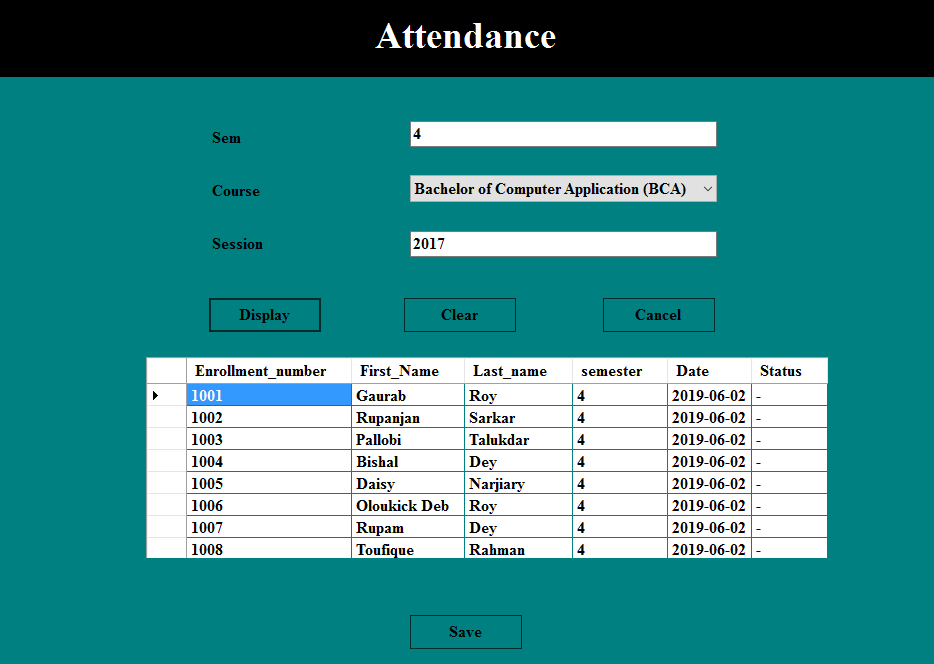 Attendance
Sem 4
Course Bachelor of Computer Application (BCA)
Session 2017
Display Clear Cancel
Enrollment_number First_Name Last_name semester Date Status
1001 Gaurab Roy 4 2019-06-02 -
1002 Rupanjan Sarkar 4 2019-06-02 -
1003 Pallobi Talukdar 4 2019-06-02 -
1004 Bishal Dey 4 2019-06-02 -
1005 Daisy Narjiary 4 2019-06-02 -
1006 Oloukick Deb Roy 4 2019-06-02 -
1007 Rupam Dey 4 2019-06-02 -
1008 Toufique Rahman 4 2019-06-02 -
Save